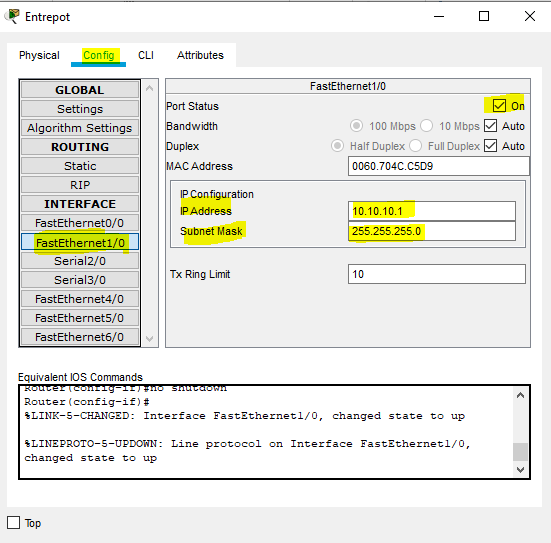 Entrepot
Physical Config CLI Attributes
GLOBAL
Settings
Algorithm Settings
ROUTING
Static
RIP
INTERFACE
FastEthernet0/0
FastEthernet1/0
Serial2/0
Serial3/0
FastEthernet4/0
FastEthernet5/0
FastEthernet6/0
FastEthernet1/0
Port Status On
Bandwidth 100 Mbps 10 Mbps Auto
Duplex Half Duplex Full Duplex Auto
MAC Address 0060.704C.C5D9
IP Configuration
IP Address 10.10.10.1
Subnet Mask 255.255.255.0
Tx Ring Limit 10
Equivalent IOS Commands
Router(config-if)#no shutdown
Router(config-if)#
%LINK-5-CHANGED: Interface FastEthernet1/0, changed state to up
%LINEPROTO-5-UPDOWN: Line protocol on Interface FastEthernet1/0,
changed state to up
Top